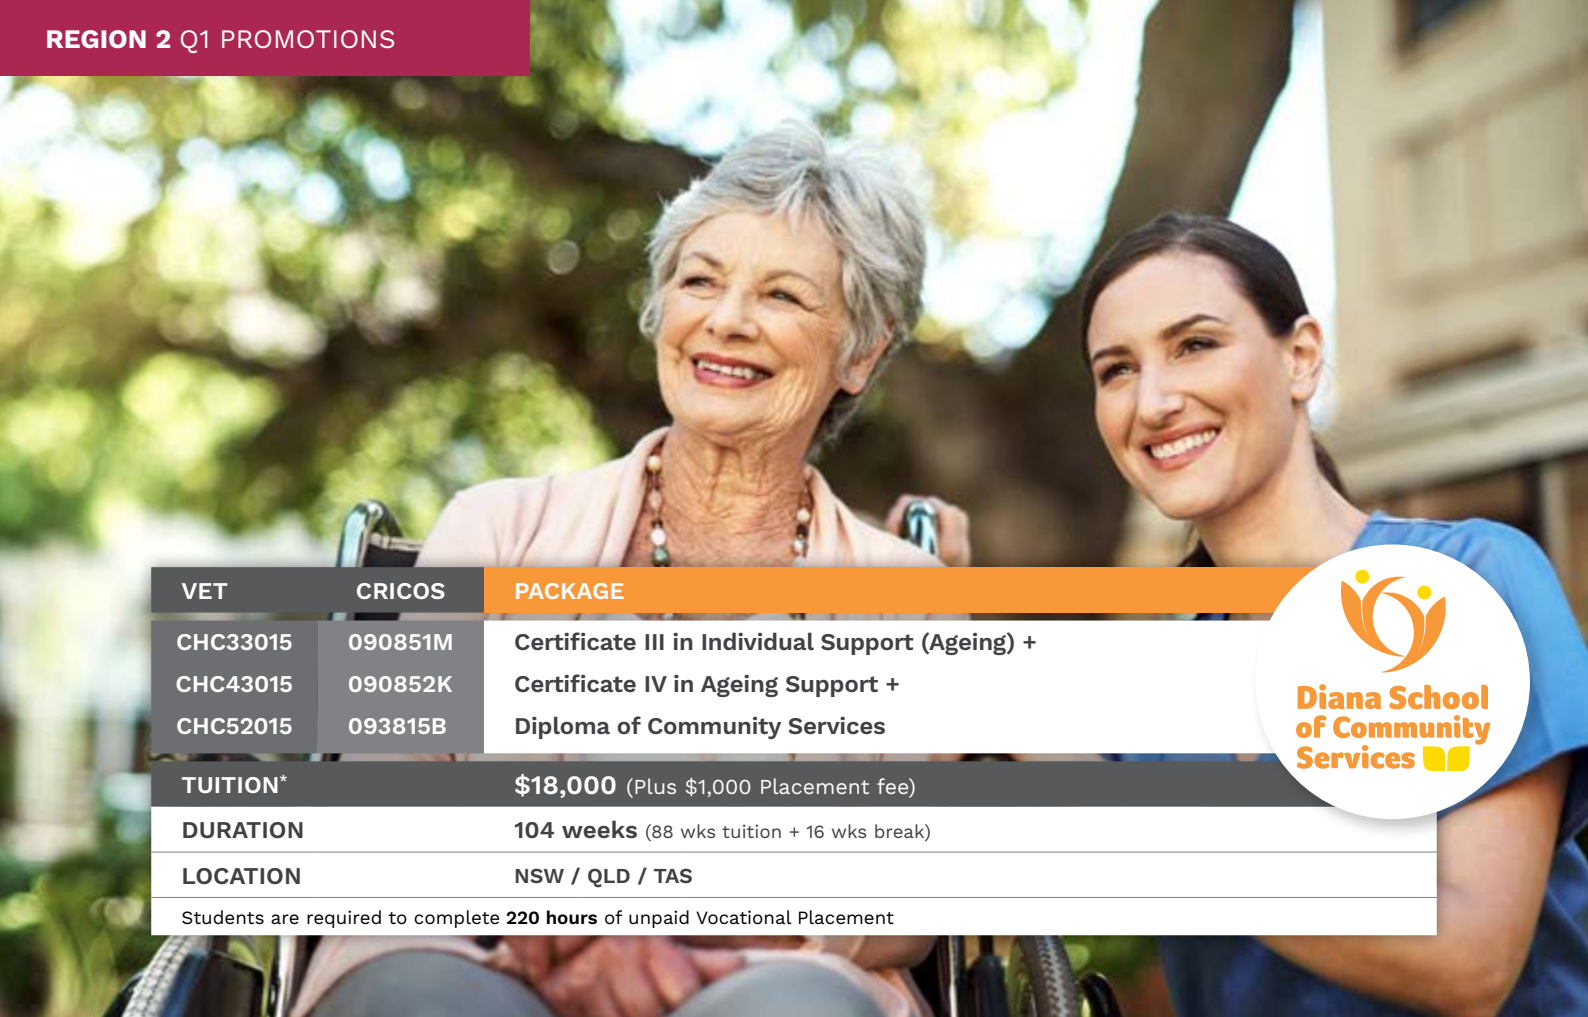 REGION 2 Q1 PROMOTIONS
VET CRICOS PACKAGE
CHC33015 090851M Certificate III in Individual Support (Ageing) +
CHC43015 090852K Certificate IV in Ageing Support +
CHC52015 093815B Diploma of Community Services
Diana School
of Community
Services
TUITION* $18,000 (Plus $1,000 Placement fee)
DURATION 104 weeks (88 wks tuition + 16 wks break)
LOCATION NSW / QLD / TAS
Students are required to complete 220 hours of unpaid Vocational Placement